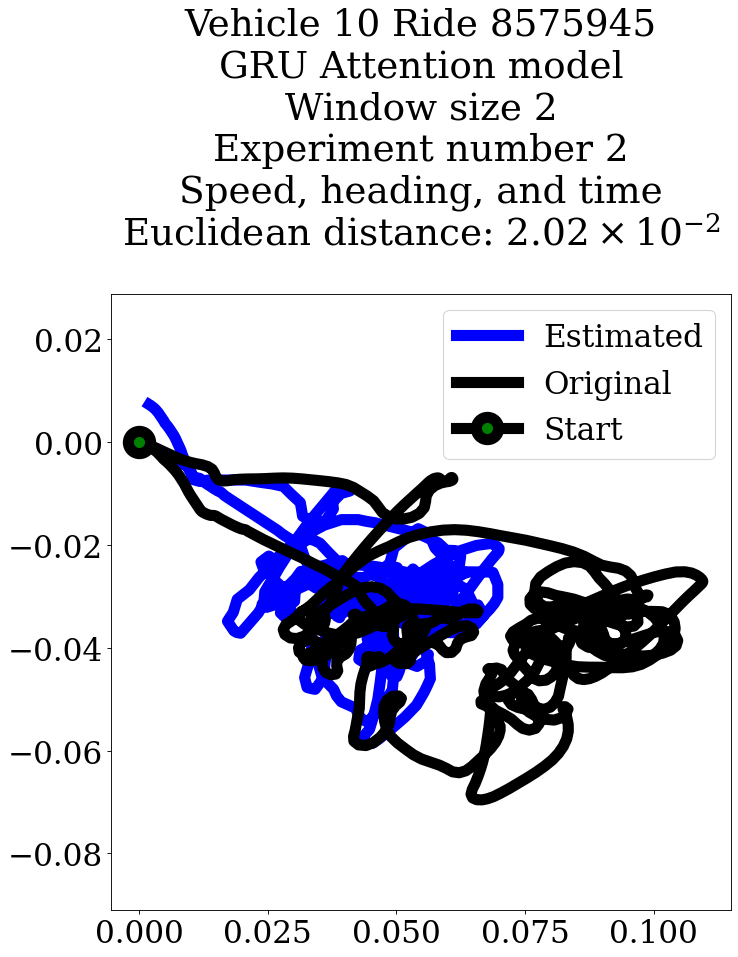 Vehicle 10 Ride 8575945
GRU Attention model
Window size 2
Experiment number 2
Speed, heading, and time
Euclidean distance: 2.02 × 10⁻²
Estimated
Original
Start
0.02
0.00
−0.02
−0.04
−0.06
−0.08
0.000 0.025 0.050 0.075 0.100